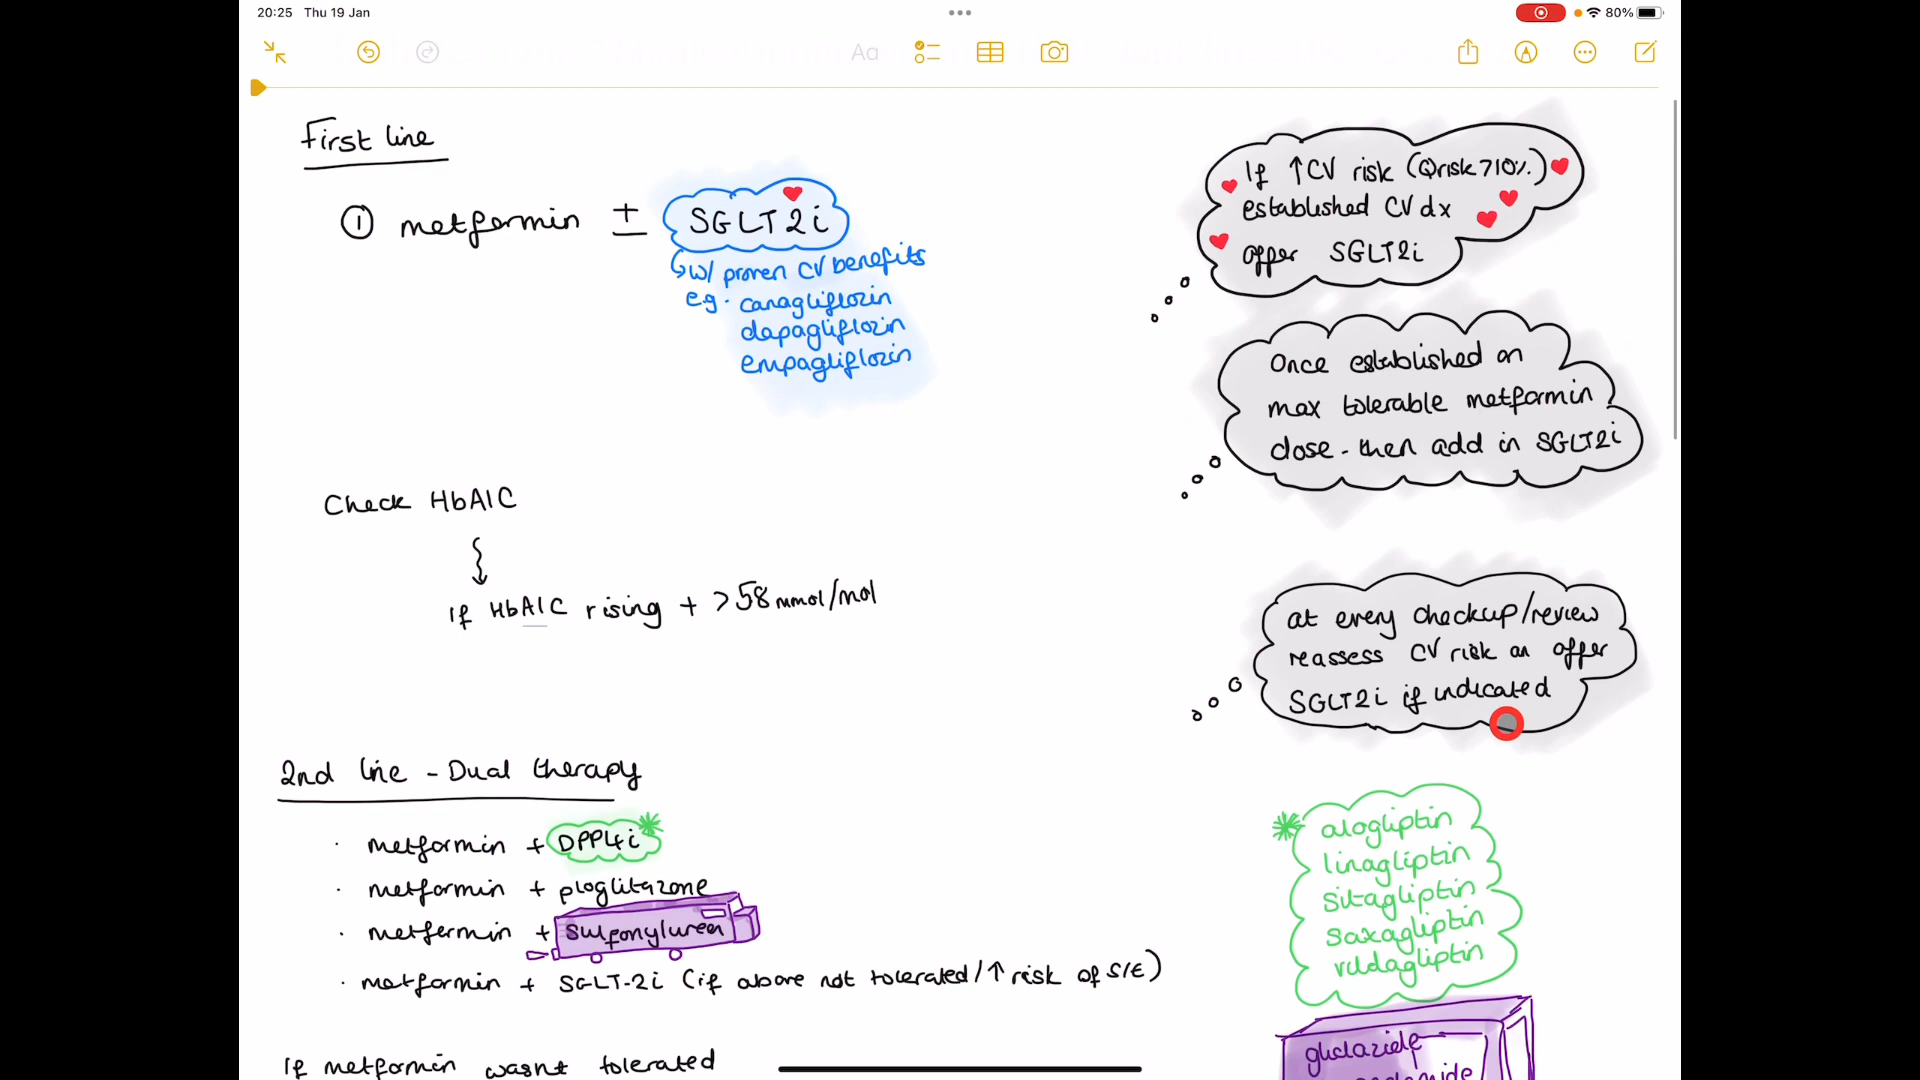 20:25 Thu 19 Jan
80%
Aa
First line
① metformin ± SGLT2i
w/ proven CV benefits
eg. canagliflozin
dapagliflozin
empagliflozin
If ↑CV risk (Qrisk710%)
established CV dx
offer SGLT2i
Once established on
max tolerable metformin
dose - then add in SGLT2i
Check HbA1C
If HbA1C rising + >58 mmol/mol
at every checkup/review
reassess CV risk an offer
SGLT2i if indicated
2nd line - Dual therapy
· metformin + DPP4i *
· metformin + pioglitazone
· metformin + sulfonylurea
· metformin + SGLT-2i (if above not tolerated/↑ risk of S/E)
* alogliptin
linagliptin
sitagliptin
saxagliptin
vildagliptin
gliclazide
If metformin wasnt tolerated